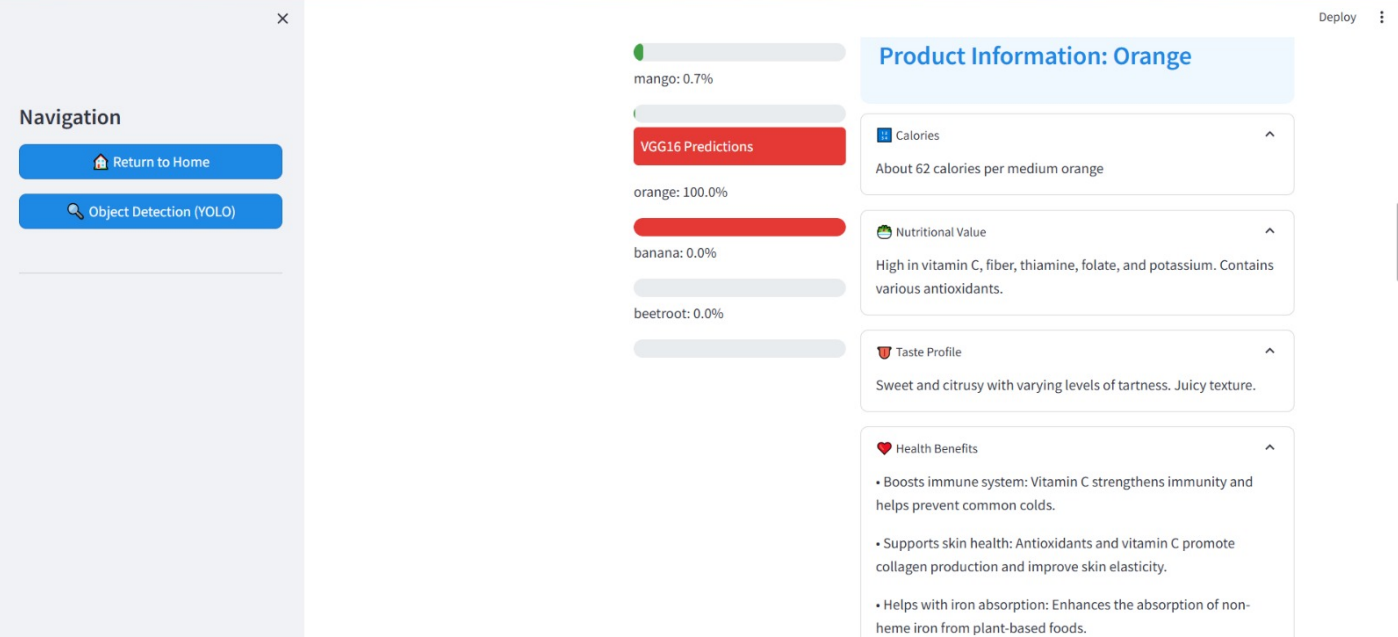 Deploy
Navigation
Return to Home
Object Detection (YOLO)
mango: 0.7%
VGG16 Predictions
orange: 100.0%
banana: 0.0%
beetroot: 0.0%
Product Information: Orange
Calories
About 62 calories per medium orange
Nutritional Value
High in vitamin C, fiber, thiamine, folate, and potassium. Contains
various antioxidants.
Taste Profile
Sweet and citrusy with varying levels of tartness. Juicy texture.
Health Benefits
• Boosts immune system: Vitamin C strengthens immunity and
helps prevent common colds.
• Supports skin health: Antioxidants and vitamin C promote
collagen production and improve skin elasticity.
• Helps with iron absorption: Enhances the absorption of non-
heme iron from plant-based foods.